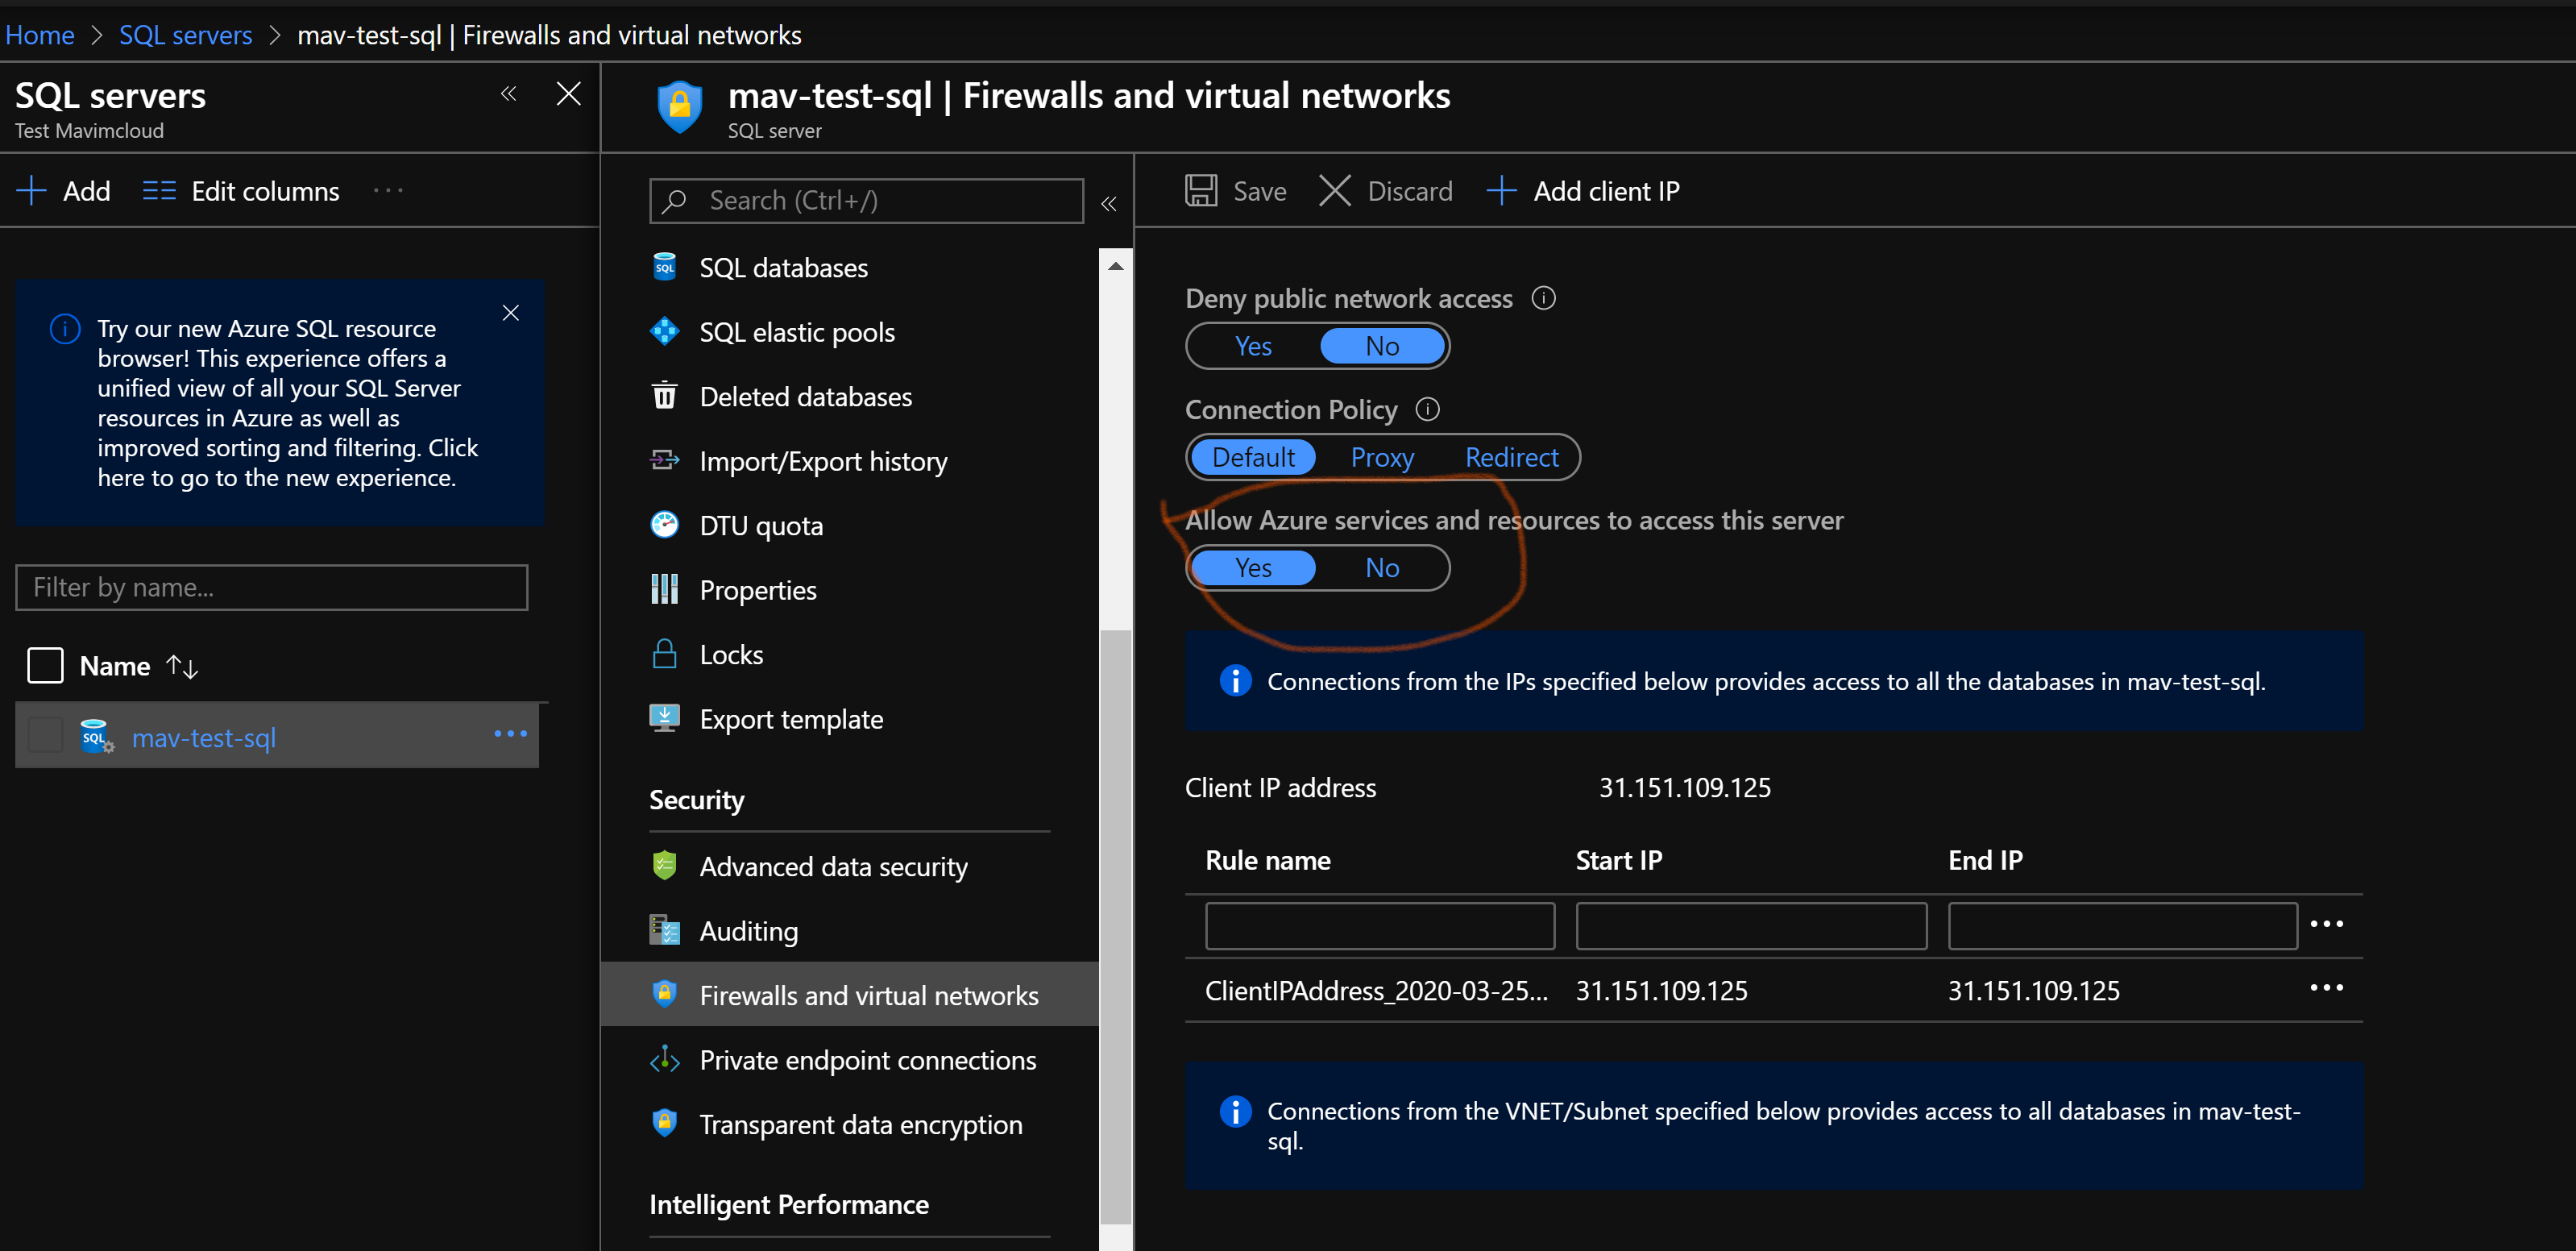 Home > SQL servers > mav-test-sql | Firewalls and virtual networks
SQL servers
Test Mavimcloud
Add
Edit columns
Try our new Azure SQL resource
browser! This experience offers a
unified view of all your SQL Server
resources in Azure as well as
improved sorting and filtering. Click
here to go to the new experience.
Filter by name...
Name
SQL
mav-test-sql
mav-test-sql | Firewalls and virtual networks
SQL server
Search (Ctrl+/)
SQL
SQL databases
SQL elastic pools
Deleted databases
Import/Export history
DTU quota
Properties
Locks
Export template
Security
Advanced data security
Auditing
Firewalls and virtual networks
Private endpoint connections
Transparent data encryption
Intelligent Performance
Save
Discard
Add client IP
Deny public network access
Yes No
Connection Policy
Default Proxy Redirect
Allow Azure services and resources to access this server
Yes No
Connections from the IPs specified below provides access to all the databases in mav-test-sql.
Client IP address 31.151.109.125
Rule name Start IP End IP
ClientIPAddress_2020-03-25... 31.151.109.125 31.151.109.125
Connections from the VNET/Subnet specified below provides access to all databases in mav-test-
sql.